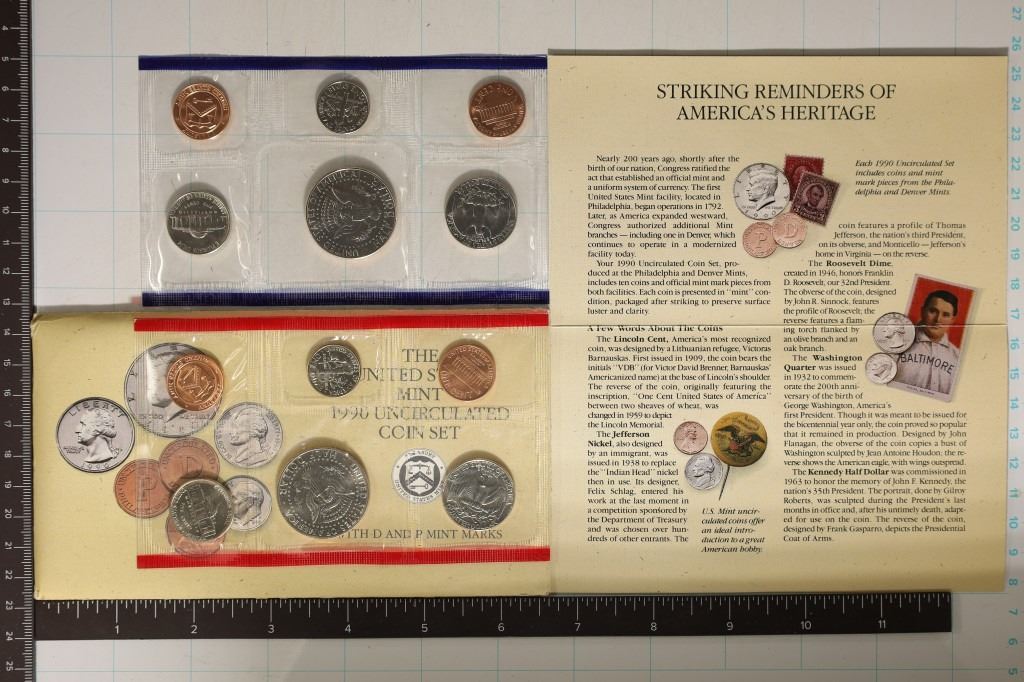 STRIKING REMINDERS OF
AMERICA'S HERITAGE
Nearly 200 years ago, shortly after the
birth of our nation, Congress ratified the
act that established an official mint and
a uniform system of currency. The first
United States Mint facility, located in
Philadelphia, began operations in 1792.
Later, as America expanded westward,
Congress authorized additional Mint
branches — including one in Denver, which
continues to operate in a modernized
facility today.
Your 1990 Uncirculated Coin Set, pro-
duced at the Philadelphia and Denver Mints,
includes ten coins and official mint mark pieces from
both facilities. Each coin is presented in "mint" con-
dition, packaged after striking to preserve surface
luster and clarity.
A Few Words About The Coins
The Lincoln Cent, America's most recognized
coin, was designed by a Lithuanian refugee, Victoras
Barnauskas. First issued in 1909, the coin bears the
initials "VDB" (for Victor David Brenner, Barnauskas'
Americanized name) at the base of Lincoln's shoulder.
The reverse of the coin, originally featuring the
inscription, "One Cent United States of America"
between two sheaves of wheat, was
changed in 1959 to depict
the Lincoln Memorial.
The Jefferson
Nickel, also designed
by an immigrant, was
issued in 1938 to replace
the "Indian Head" nickel
then in use. Its designer,
Felix Schlag, entered his
work at the last moment in
a competition sponsored by
the Department of Treasury
and was chosen over hun-
dreds of other entrants. The
Each 1990 Uncirculated Set
includes coins and mint
mark pieces from the Phila-
delphia and Denver Mints.
coin features a profile of Thomas
Jefferson, the nation's third President,
on its obverse, and Monticello — Jefferson's
home in Virginia — on the reverse.
The Roosevelt Dime,
created in 1946, honors Franklin
D. Roosevelt, our 32nd President.
The obverse of the coin, designed
by John R. Sinnock, features
the profile of Roosevelt; the
reverse features a flam-
ing torch flanked by
an olive branch and an
oak branch.
The Washington
Quarter was issued
in 1932 to commem-
orate the 200th anni-
versary of the birth of
George Washington, America's
first President. Though it was meant to be issued for
the bicentennial year only, the coin proved so popular
that it remained in production. Designed by John
Flanagan, the obverse of the coin copies a bust of
Washington sculpted by Jean Antoine Houdon; the re-
verse shows the American eagle, with wings outspread.
The Kennedy Half Dollar was commissioned in
1963 to honor the memory of John F. Kennedy, the
nation's 35th President. The portrait, done by Gilroy
Roberts, was sculpted during the President's last
months in office and, after his untimely death, adapt-
ed for use on the coin. The reverse of the coin,
designed by Frank Gasparro, depicts the Presidential
Coat of Arms.
U.S. Mint uncir-
culated coins offer
an ideal intro-
duction to a great
American hobby.
BALTIMORE
1990
P
D
THE
UNITED
MINT
1990 UNCIRCULATED
COIN SET
WITH D AND P MINT MARKS
LIBERTY
1990
1 2 3 4 5 6 7 8 9 10 11